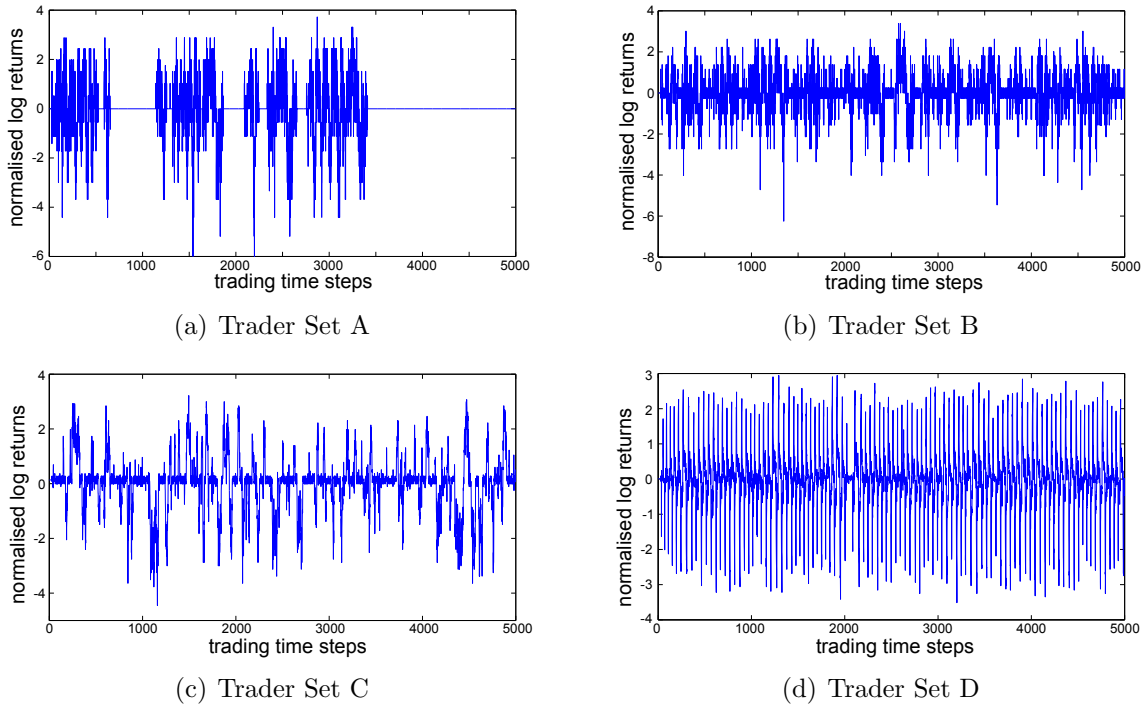 4
2
0
-2
-4
-6
normalised log returns
0 1000 2000 3000 4000 5000
trading time steps
(a) Trader Set A
4
2
0
-2
-4
-6
-8
normalised log returns
0 1000 2000 3000 4000 5000
trading time steps
(b) Trader Set B
4
2
0
-2
-4
normalised log returns
0 1000 2000 3000 4000 5000
trading time steps
(c) Trader Set C
3
2
1
0
-1
-2
-3
-4
normalised log returns
0 1000 2000 3000 4000 5000
trading time steps
(d) Trader Set D